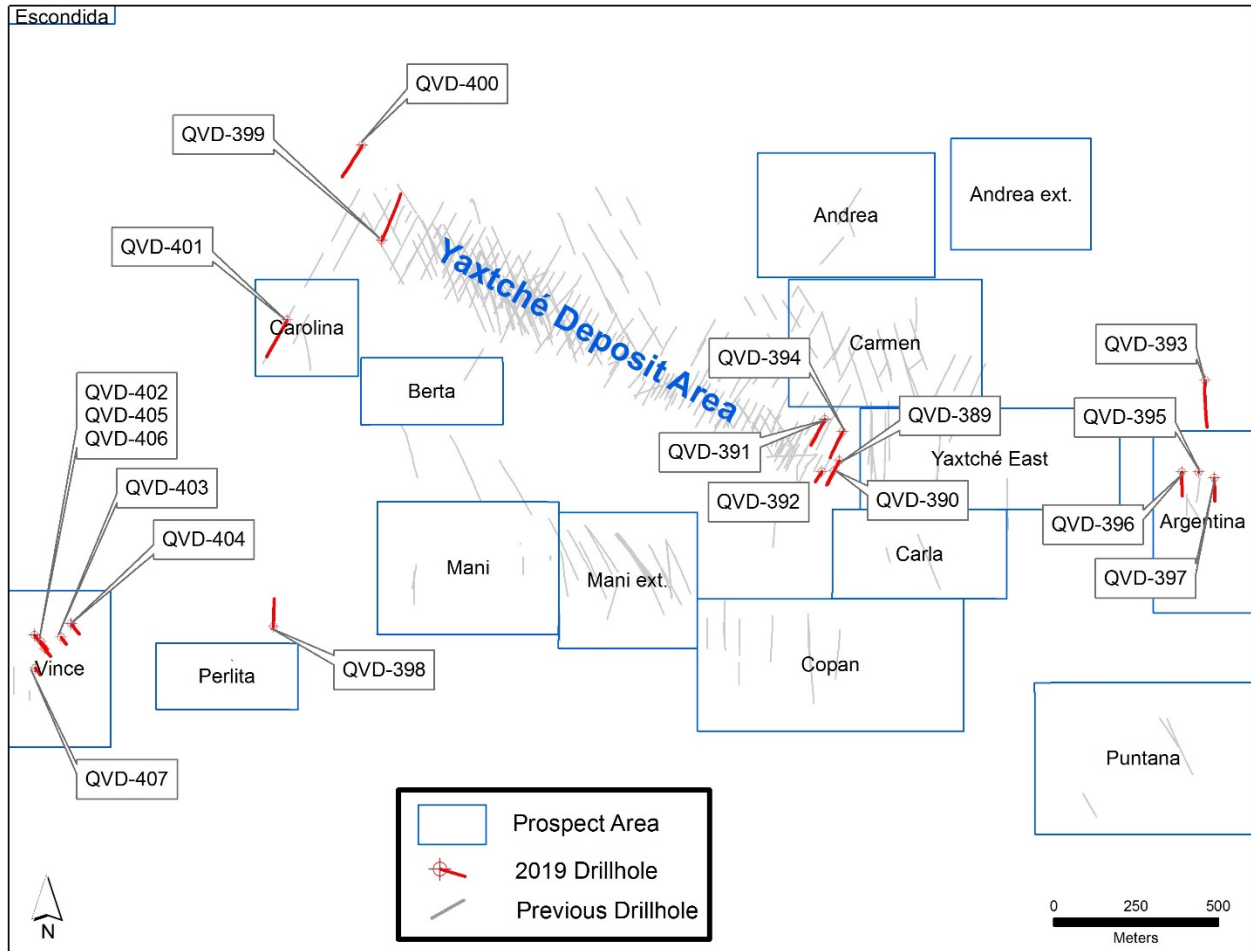 Escondida
QVD-400
QVD-399
Andrea
Andrea ext.
QVD-401
Yaxtché Deposit Area
Carolina
Carmen
QVD-394
QVD-393
Berta
QVD-402
QVD-405
QVD-406
QVD-389
QVD-395
QVD-391
Yaxtché East
QVD-403
QVD-392
QVD-390
QVD-396
Argentina
QVD-404
Carla
Mani
Mani ext.
QVD-397
Vince
Perlita
QVD-398
Copan
QVD-407
Puntana
Prospect Area
2019 Drillhole
Previous Drillhole
N
0 250 500
Meters